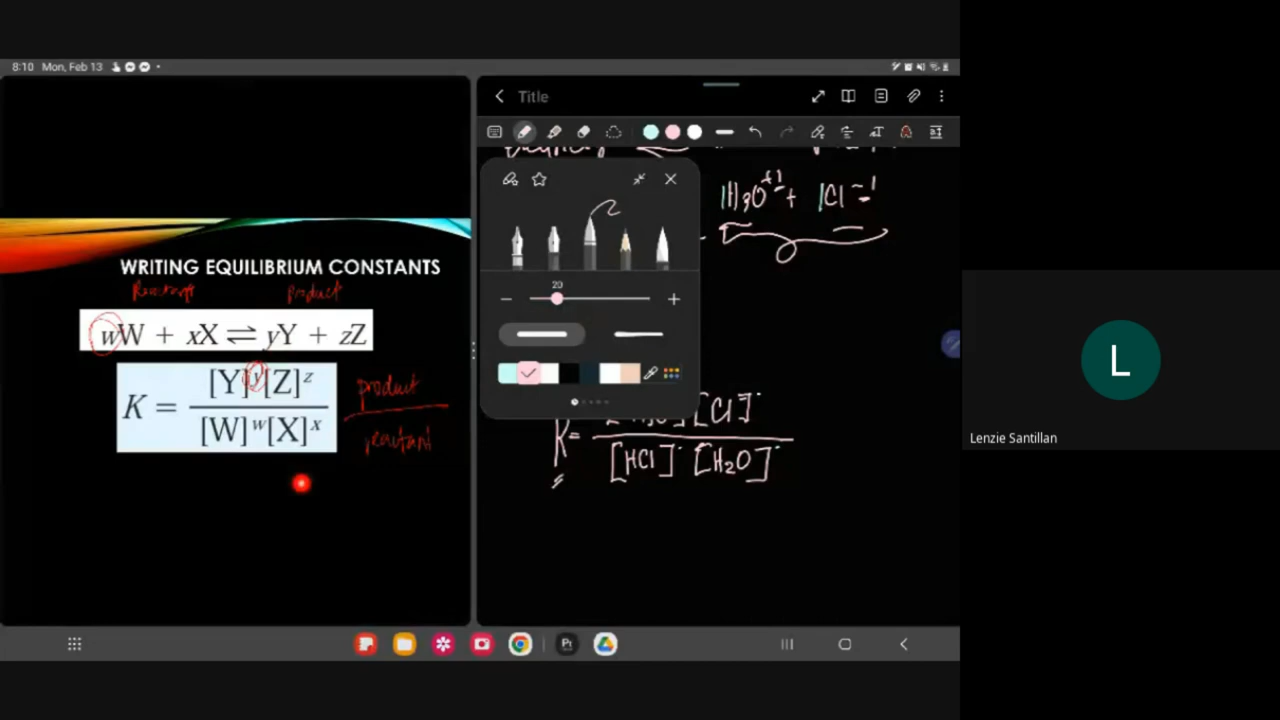 8:10 Mon, Feb 13
WRITING EQUILIBRIUM CONSTANTS
Reactant Product
wW + xX ⇌ yY + zZ
K = [Y]^y[Z]^z / [W]^w[X]^x
product
reactant
Title
H3O+1 + Cl-1
20
K= [Cl]
[HCl] [H2O]
L
Lenzie Santillan